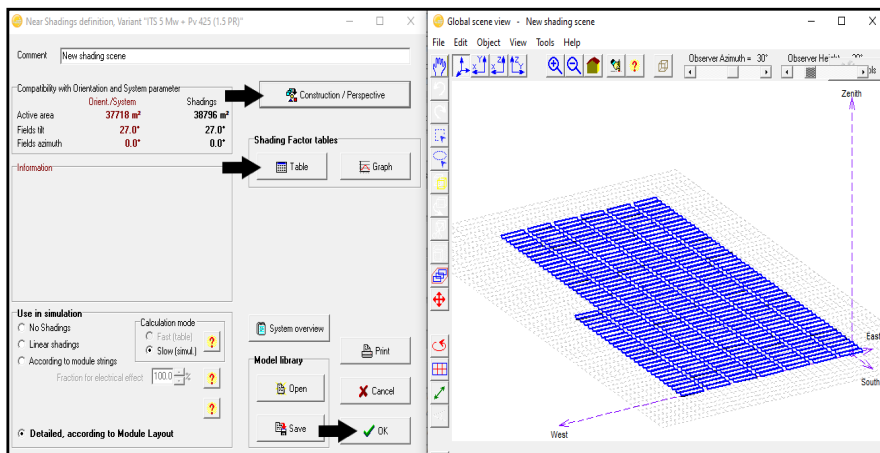 Near Shadings definition, Variant "ITS 5 Mw + Pv 425 (1.5 PR)"
Comment New shading scene
Compatibility with Orientation and System parameter
Orient./System Shadings
Active area 37718 m² 38796 m²
Fields tilt 27.0° 27.0°
Fields azimuth 0.0° 0.0°
Information
Construction / Perspective
Shading Factor tables
Table Graph
Use in simulation
No Shadings
Linear shadings
According to module strings
Fraction for electrical effect 100.0 %
Detailed, according to Module Layout
Calculation mode
Fast (table)
Slow (simul.)
?
?
?
System overview
Print
Model library
Open
Cancel
Save
OK
Global scene view - New shading scene
File Edit Object View Tools Help
Observer Azimuth = 30°
Zenith
East
South
West